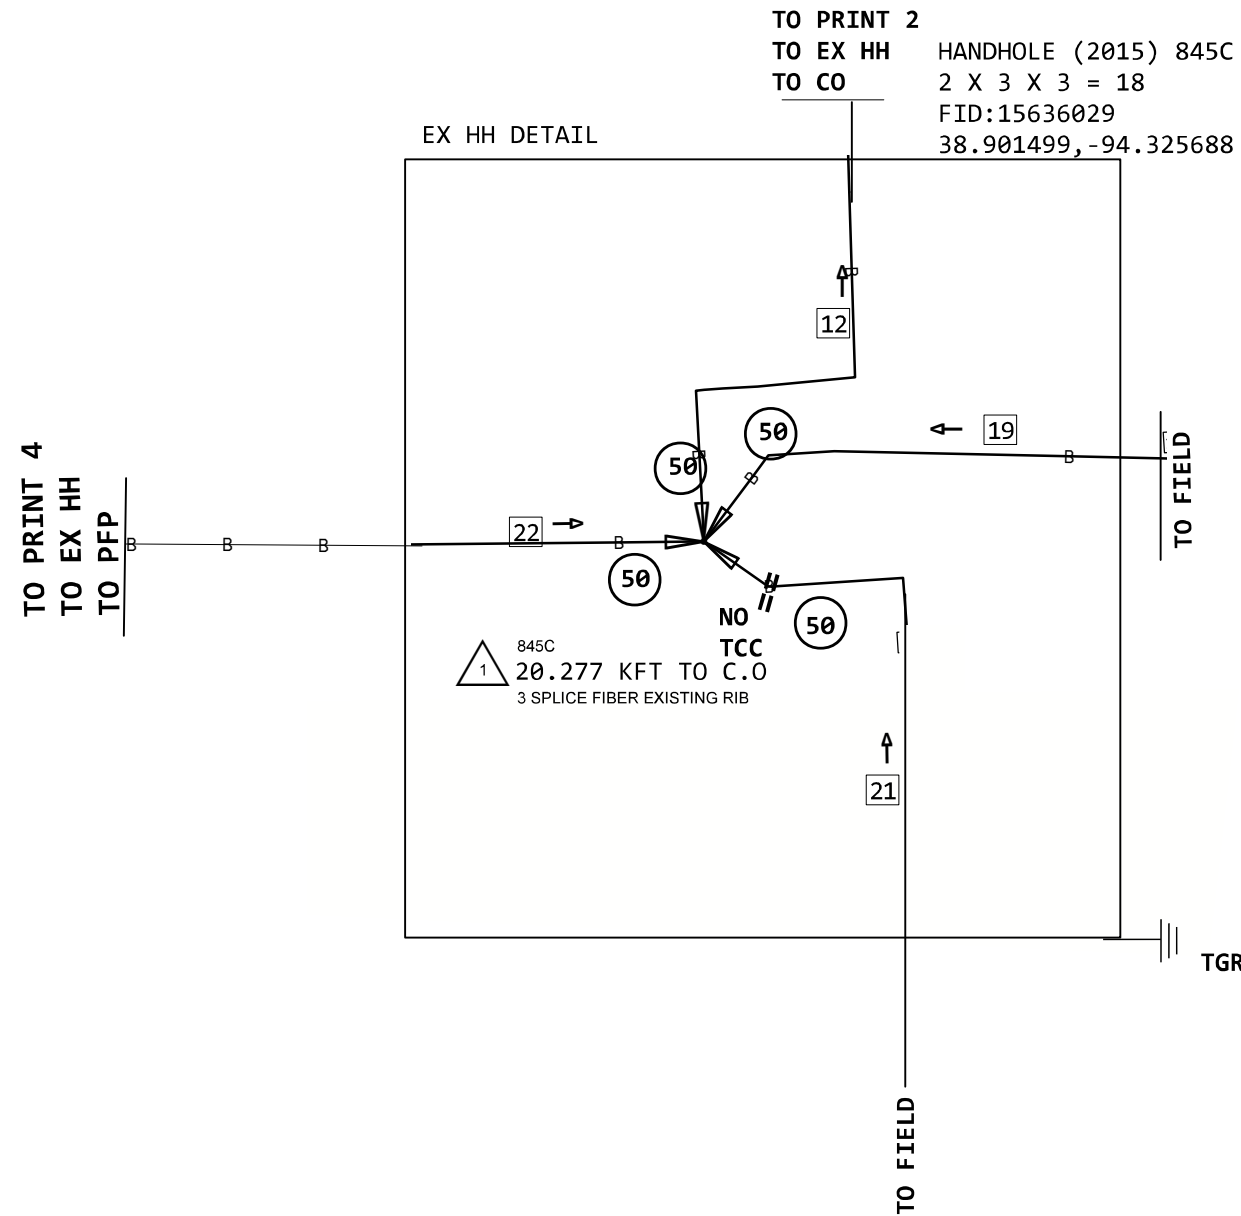 TO PRINT 2
TO EX HH
TO CO
HANDHOLE (2015) 845C
2 X 3 X 3 = 18
FID:15636029
38.901499,-94.325688
EX HH DETAIL
B
12
50
50
19
B
B
B
TO FIELD
TO PRINT 4
TO EX HH
TO PFP
B
B
B
22
B
50
B
NO
TCC
50
1
845C
20.277 KFT TO C.O
3 SPLICE FIBER EXISTING RIB
21
TGR
TO FIELD